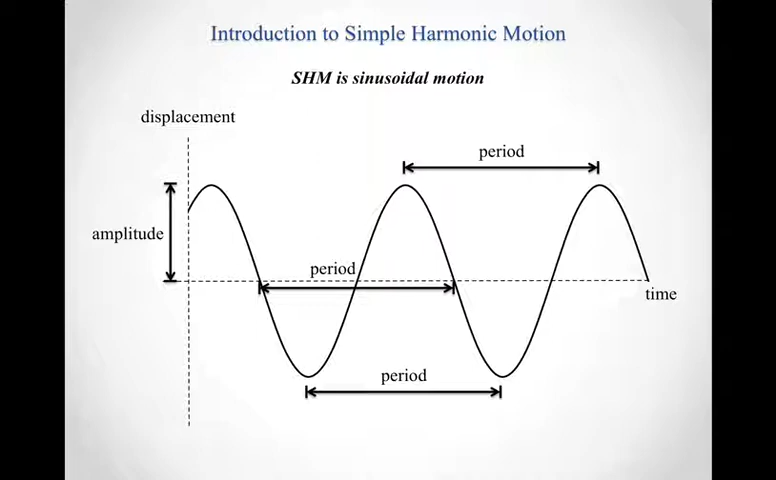 Introduction to Simple Harmonic Motion
SHM is sinusoidal motion
displacement
period
amplitude
period
time
period